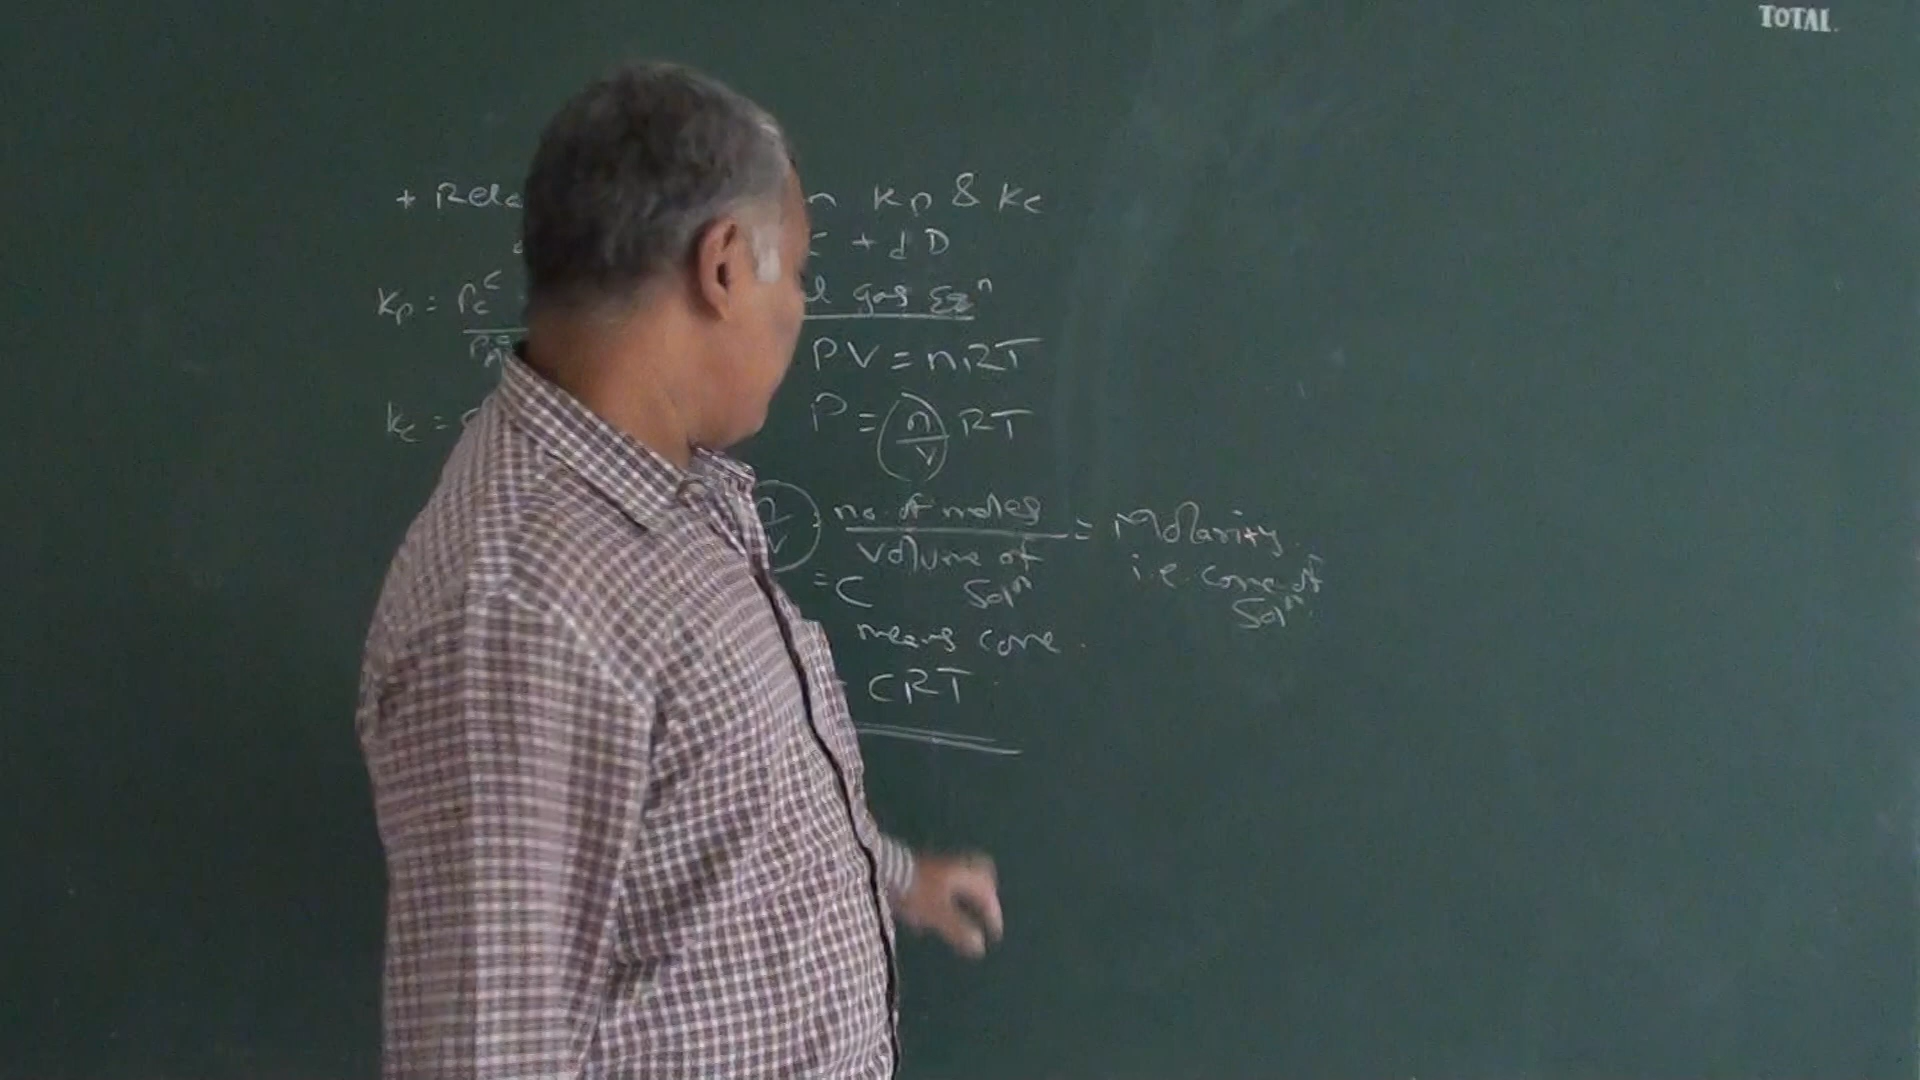 TOTAL.
* Rela n Kp & Kc
+ d D
Kp = Pc^c l gas Eq^n
PV = nRT
Kc = P = (n/V) RT
n/V = no. of moles / Volume of Sol^n = Molarity
i.e. conc of Sol^n.
= C
means conc.
= CRT